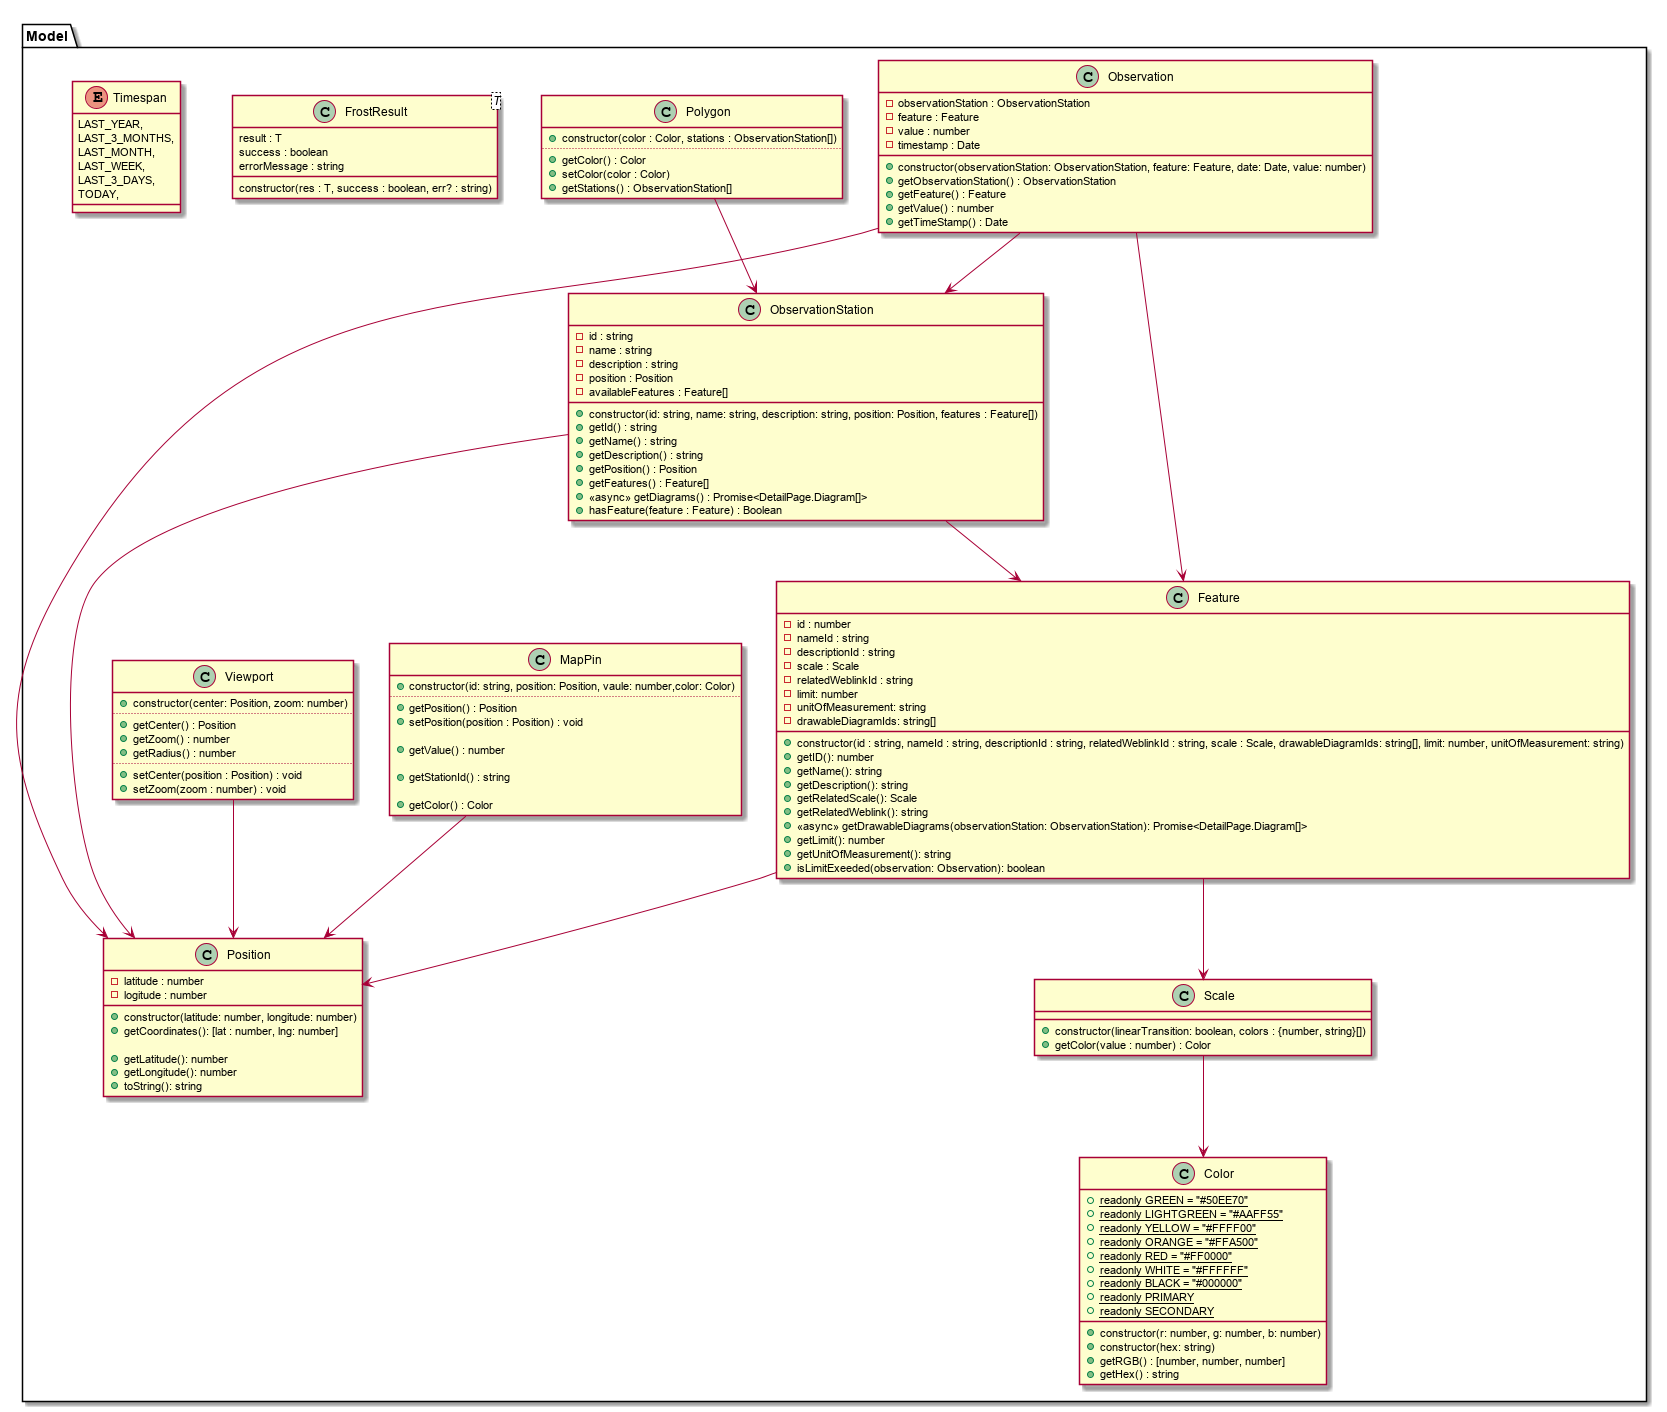 Model
E Timespan
LAST_YEAR,
LAST_3_MONTHS,
LAST_MONTH,
LAST_WEEK,
LAST_3_DAYS,
TODAY,
C FrostResult
T
result : T
success : boolean
errorMessage : string
constructor(res : T, success : boolean, err? : string)
C Polygon
constructor(color : Color, stations : ObservationStation[])
getColor() : Color
setColor(color : Color)
getStations() : ObservationStation[]
C Observation
observationStation : ObservationStation
feature : Feature
value : number
timestamp : Date
constructor(observationStation: ObservationStation, feature: Feature, date: Date, value: number)
getObservationStation() : ObservationStation
getFeature() : Feature
getValue() : number
getTimeStamp() : Date
C ObservationStation
id : string
name : string
description : string
position : Position
availableFeatures : Feature[]
constructor(id: string, name: string, description: string, position: Position, features : Feature[])
getId() : string
getName() : string
getDescription() : string
getPosition() : Position
getFeatures() : Feature[]
«async» getDiagrams() : Promise<DetailPage.Diagram[]>
hasFeature(feature : Feature) : Boolean
C Feature
id : number
nameId : string
descriptionId : string
scale : Scale
relatedWeblinkId : string
limit: number
unitOfMeasurement: string
drawableDiagramIds: string[]
constructor(id : string, nameId : string, descriptionId : string, relatedWeblinkId : string, scale : Scale, drawableDiagramIds: string[], limit: number, unitOfMeasurement: string)
getID(): number
getName(): string
getDescription(): string
getRelatedScale(): Scale
getRelatedWeblink(): string
«async» getDrawableDiagrams(observationStation: ObservationStation): Promise<DetailPage.Diagram[]>
getLimit(): number
getUnitOfMeasurement(): string
isLimitExeeded(observation: Observation): boolean
C Viewport
constructor(center: Position, zoom: number)
getCenter() : Position
getZoom() : number
getRadius() : number
setCenter(position : Position) : void
setZoom(zoom : number) : void
C MapPin
constructor(id: string, position: Position, vaule: number,color: Color)
getPosition() : Position
setPosition(position : Position) : void
getValue() : number
getStationId() : string
getColor() : Color
C Position
latitude : number
logitude : number
constructor(latitude: number, longitude: number)
getCoordinates(): [lat : number, lng: number]
getLatitude(): number
getLongitude(): number
toString(): string
C Scale
constructor(linearTransition: boolean, colors : {number, string}[])
getColor(value : number) : Color
C Color
readonly GREEN = "#50EE70"
readonly LIGHTGREEN = "#AAFF55"
readonly YELLOW = "#FFFF00"
readonly ORANGE = "#FFA500"
readonly RED = "#FF0000"
readonly WHITE = "#FFFFFF"
readonly BLACK = "#000000"
readonly PRIMARY
readonly SECONDARY
constructor(r: number, g: number, b: number)
constructor(hex: string)
getRGB() : [number, number, number]
getHex() : string